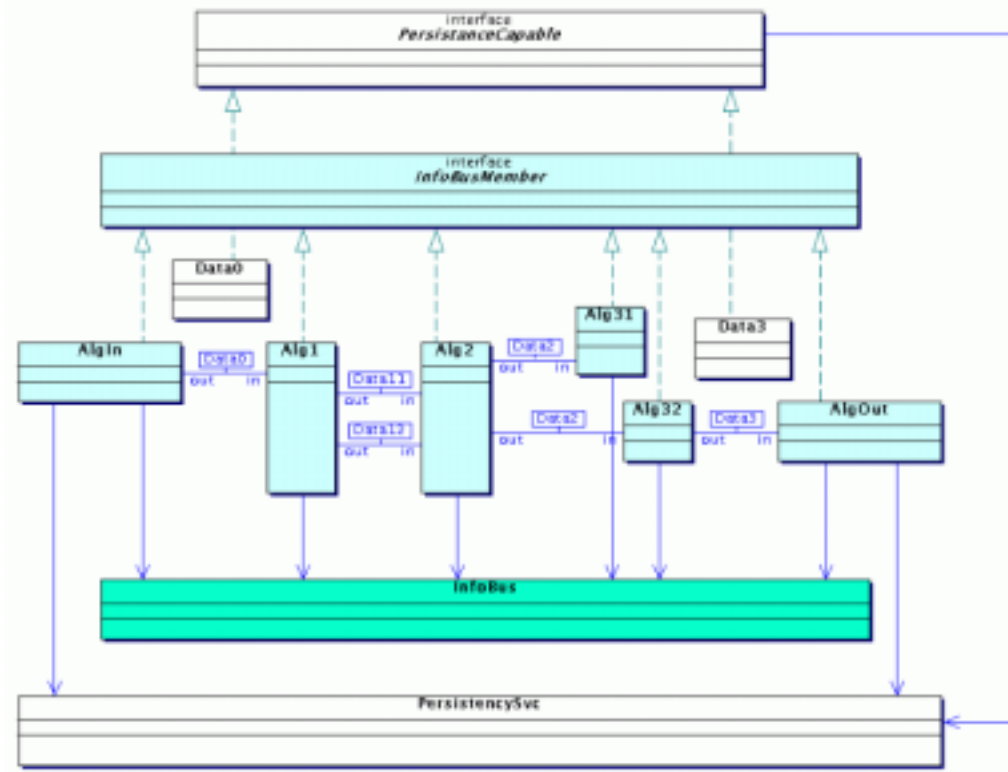 interface
PersistanceCapable
interface
InfoBusMember
Data0
Alg31
Data3
AlgIn
Data0
out in
Alg1
Data11
out in
Data12
out in
Alg2
Data2
out in
Data2
out in
Alg32
Data3
out in
AlgOut
InfoBus
PersistencySvc